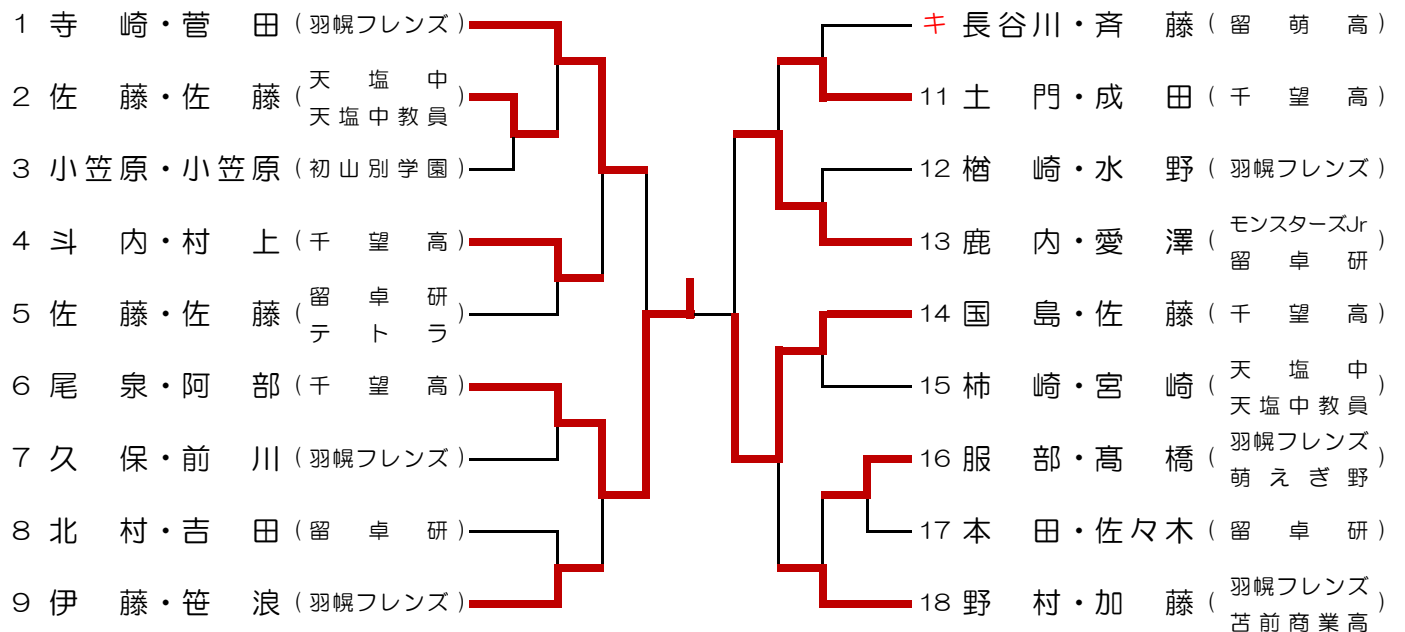 1 寺 崎・菅 田 (羽幌フレンズ)
2 佐 藤・佐 藤 (天 塩 中
天塩中教員)
3 小笠原・小笠原 (初山別学園)
4 斗 内・村 上 (千 望 高)
5 佐 藤・佐 藤 (留 卓 研
テ ト ラ)
6 尾 泉・阿 部 (千 望 高)
7 久 保・前 川 (羽幌フレンズ)
8 北 村・吉 田 (留 卓 研)
9 伊 藤・笹 浪 (羽幌フレンズ)
キ 長谷川・斉 藤 (留 萌 高)
11 土 門・成 田 (千 望 高)
12 楢 崎・水 野 (羽幌フレンズ)
13 鹿 内・愛 澤 (モンスターズJr
留 卓 研)
14 国 島・佐 藤 (千 望 高)
15 柿 崎・宮 崎 (天 塩 中
天塩中教員)
16 服 部・髙 橋 (羽幌フレンズ
萌えぎ野)
17 本 田・佐々木 (留 卓 研)
18 野 村・加 藤 (羽幌フレンズ
苫前商業高)